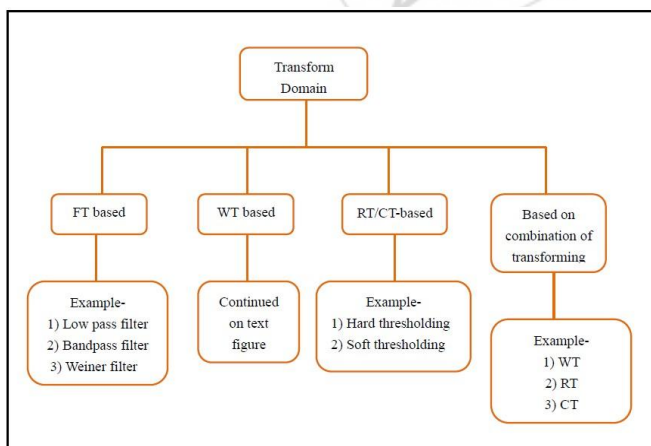 Transform
Domain
FT based
WT based
RT/CT-based
Based on
combination of
transforming
Example-
1) Low pass filter
2) Bandpass filter
3) Weiner filter
Continued
on text
figure
Example-
1) Hard thresholding
2) Soft thresholding
Example-
1) WT
2) RT
3) CT